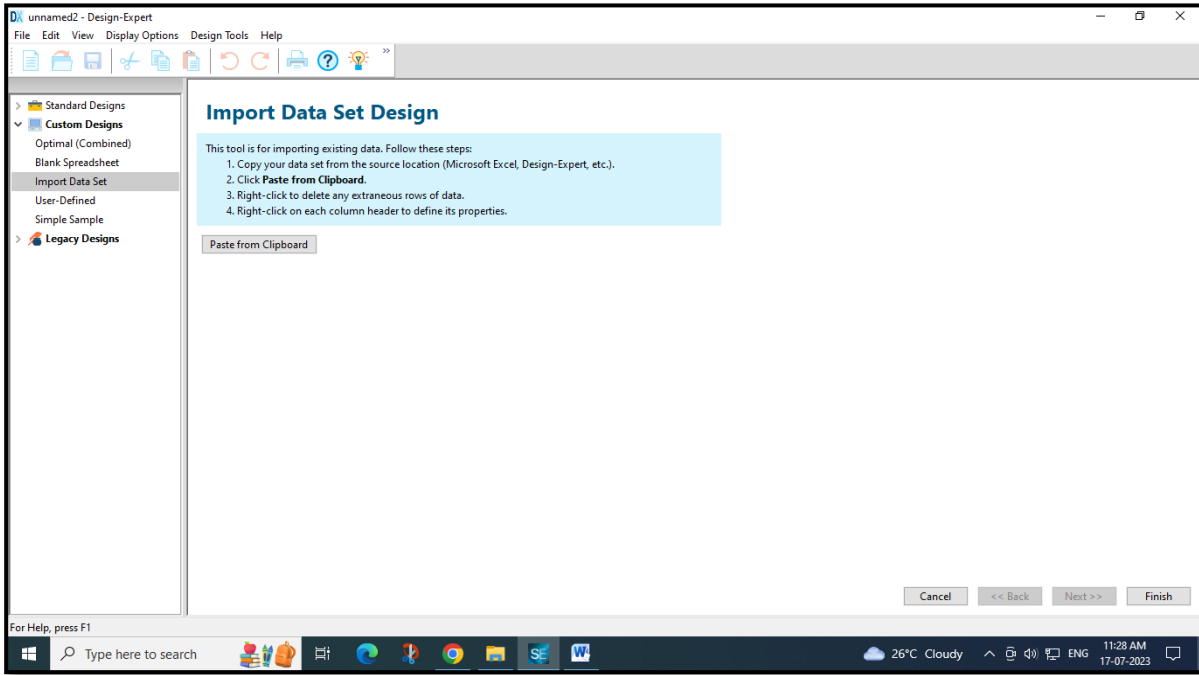 DX unnamed2 - Design-Expert
File Edit View Display Options Design Tools Help
»
Standard Designs
Custom Designs
Optimal (Combined)
Blank Spreadsheet
Import Data Set
User-Defined
Simple Sample
Legacy Designs
Import Data Set Design
This tool is for importing existing data. Follow these steps:
1. Copy your data set from the source location (Microsoft Excel, Design-Expert, etc.).
2. Click Paste from Clipboard.
3. Right-click to delete any extraneous rows of data.
4. Right-click on each column header to define its properties.
Paste from Clipboard
Cancel << Back Next >> Finish
For Help, press F1
Type here to search SE W 26°C Cloudy ENG 11:28 AM
17-07-2023